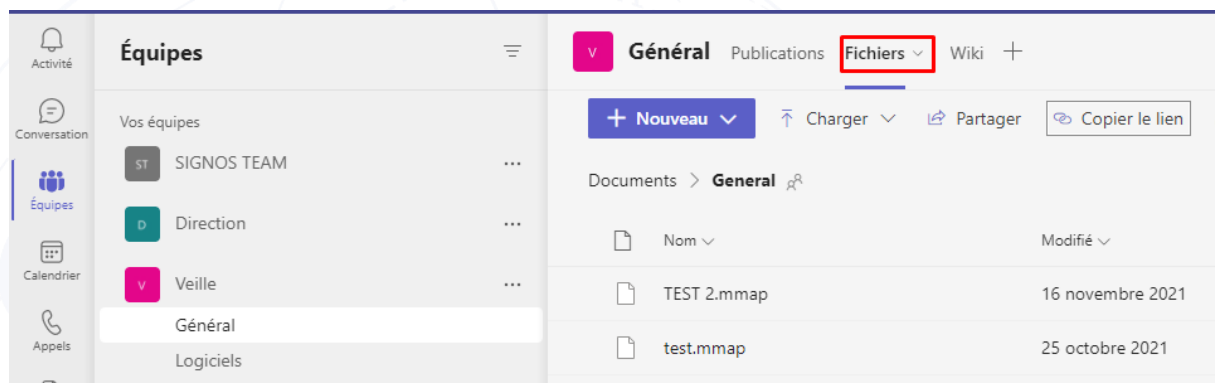 Activité
Conversation
Équipes
Calendrier
Appels
Équipes
Vos équipes
ST SIGNOS TEAM ...
D Direction ...
V Veille ...
Général
Logiciels
V Général Publications Fichiers Wiki +
+ Nouveau Charger Partager Copier le lien
Documents > General
Nom Modifié
TEST 2.mmap 16 novembre 2021
test.mmap 25 octobre 2021